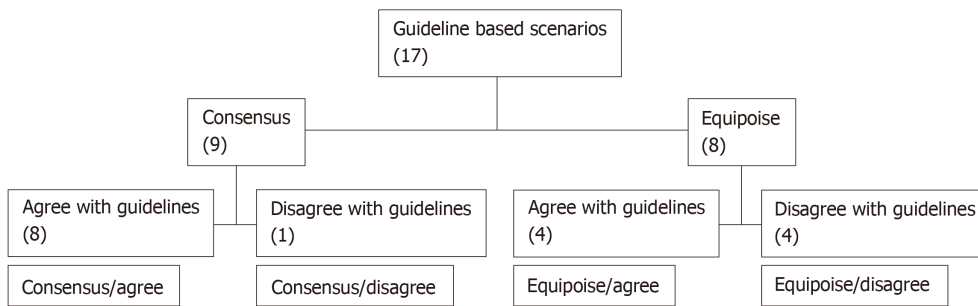 Guideline based scenarios
(17)
Consensus
(9)
Equipoise
(8)
Agree with guidelines
(8)
Disagree with guidelines
(1)
Agree with guidelines
(4)
Disagree with guidelines
(4)
Consensus/agree
Consensus/disagree
Equipoise/agree
Equipoise/disagree